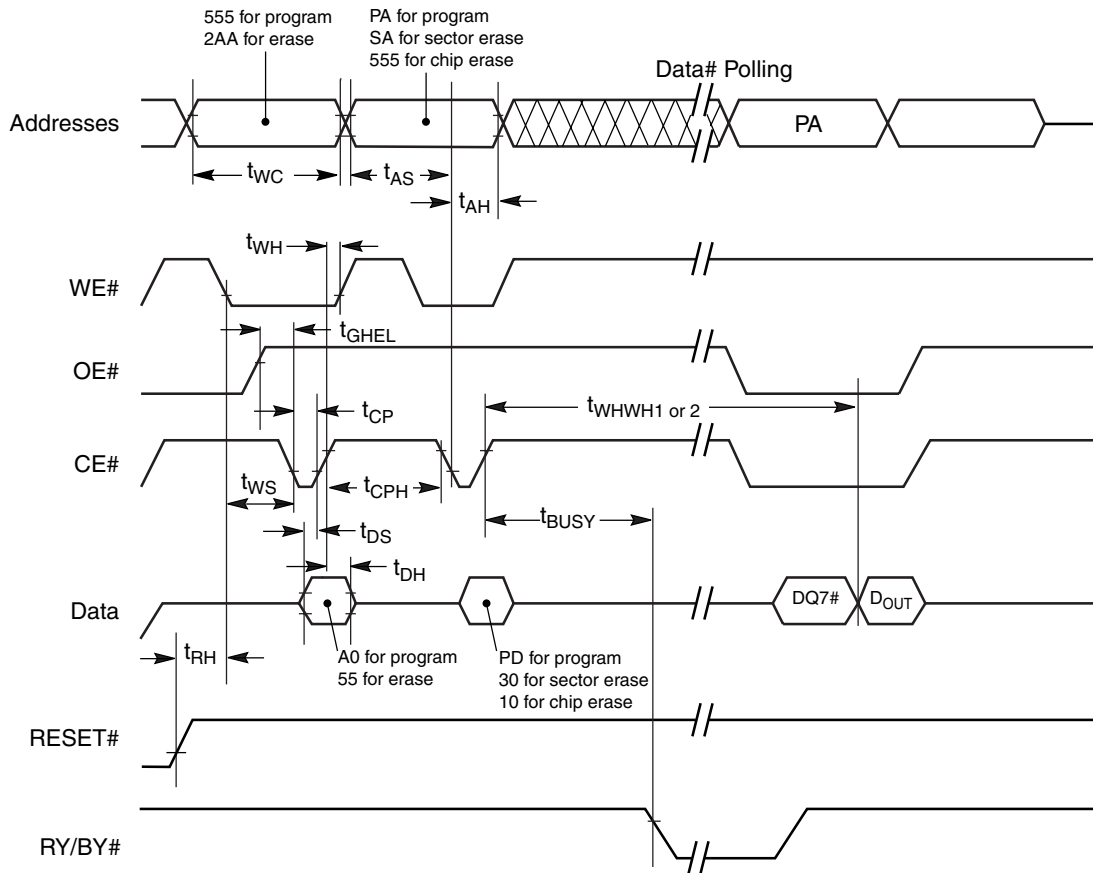 555 for program
2AA for erase
PA for program
SA for sector erase
555 for chip erase
Data# Polling
Addresses
PA
tWC
tAS
tAH
tWH
WE#
tGHEL
OE#
tWHWH1 or 2
tCP
CE#
tWS
tCPH
tBUSY
tDS
tDH
Data
DQ7#
DOUT
tRH
A0 for program
55 for erase
PD for program
30 for sector erase
10 for chip erase
RESET#
RY/BY#